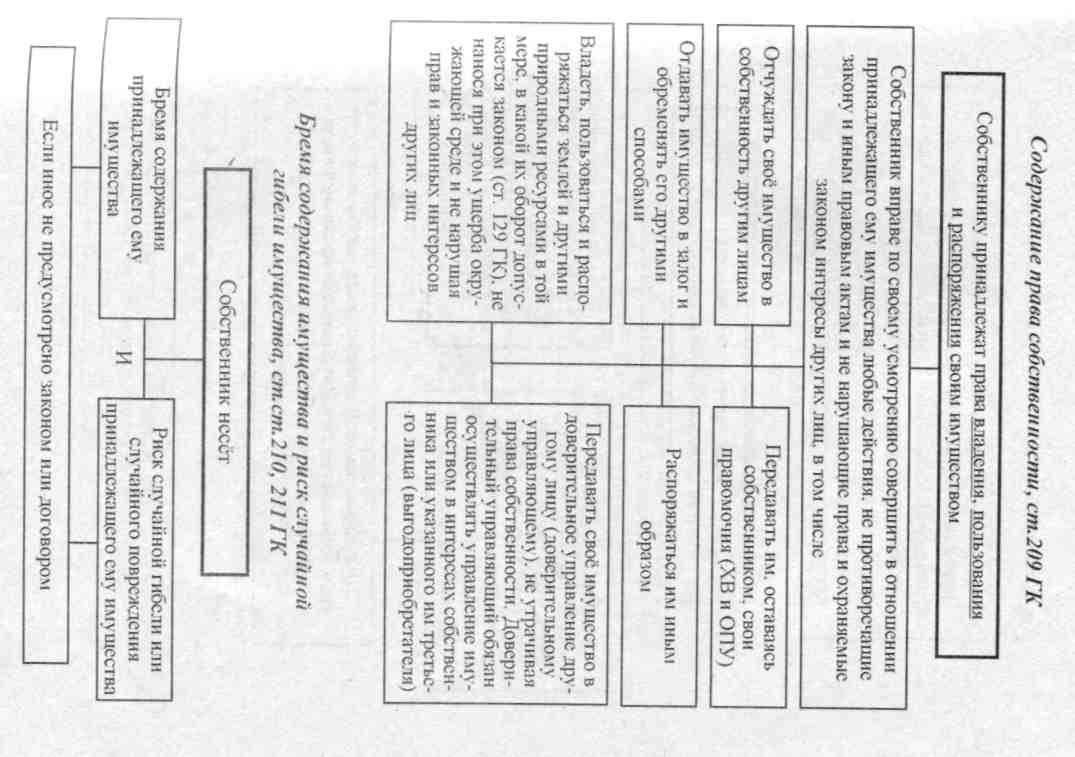 Содержание права собственности, ст.209 ГК
Собственнику принадлежат права владения, пользования
и распоряжения своим имуществом
Собственник вправе по своему усмотрению совершить в отношении
принадлежащего ему имущества любые действия, не противоречащие
закону и иным правовым актам и не нарушающие права и охраняемые
законом интересы других лиц, в том числе
Отчуждать своё имущество в
собственность другим лицам
Передавать им, оставаясь
собственником, свои
правомочия (ХВ и ОПУ)
Отдавать имущество в залог и
обременять его другими
способами
Распоряжаться им иным
образом
Владеть, пользоваться и распо-
ряжаться землей и другими
природными ресурсами в той
мере, в какой их оборот допус-
кается законом (ст. 129 ГК), не
нанося при этом ущерба окру-
жающей среде и не нарушая
прав и законных интересов
других лиц
Передавать своё имущество в
доверительное управление дру-
гому лицу (доверительному
управляющему), не утрачивая
права собственности. Довери-
тельный управляющий обязан
осуществлять управление иму-
ществом в интересах собствен-
ника или указанного им третье-
го лица (выгодоприобретателя)
Бремя содержания имущества и риск случайной
гибели имущества, ст.ст.210, 211 ГК
Собственник несёт
Бремя содержания
принадлежащего ему
имущества
И
Риск случайной гибели или
случайного повреждения
принадлежащего ему имущества
Если иное не предусмотрено законом или договором